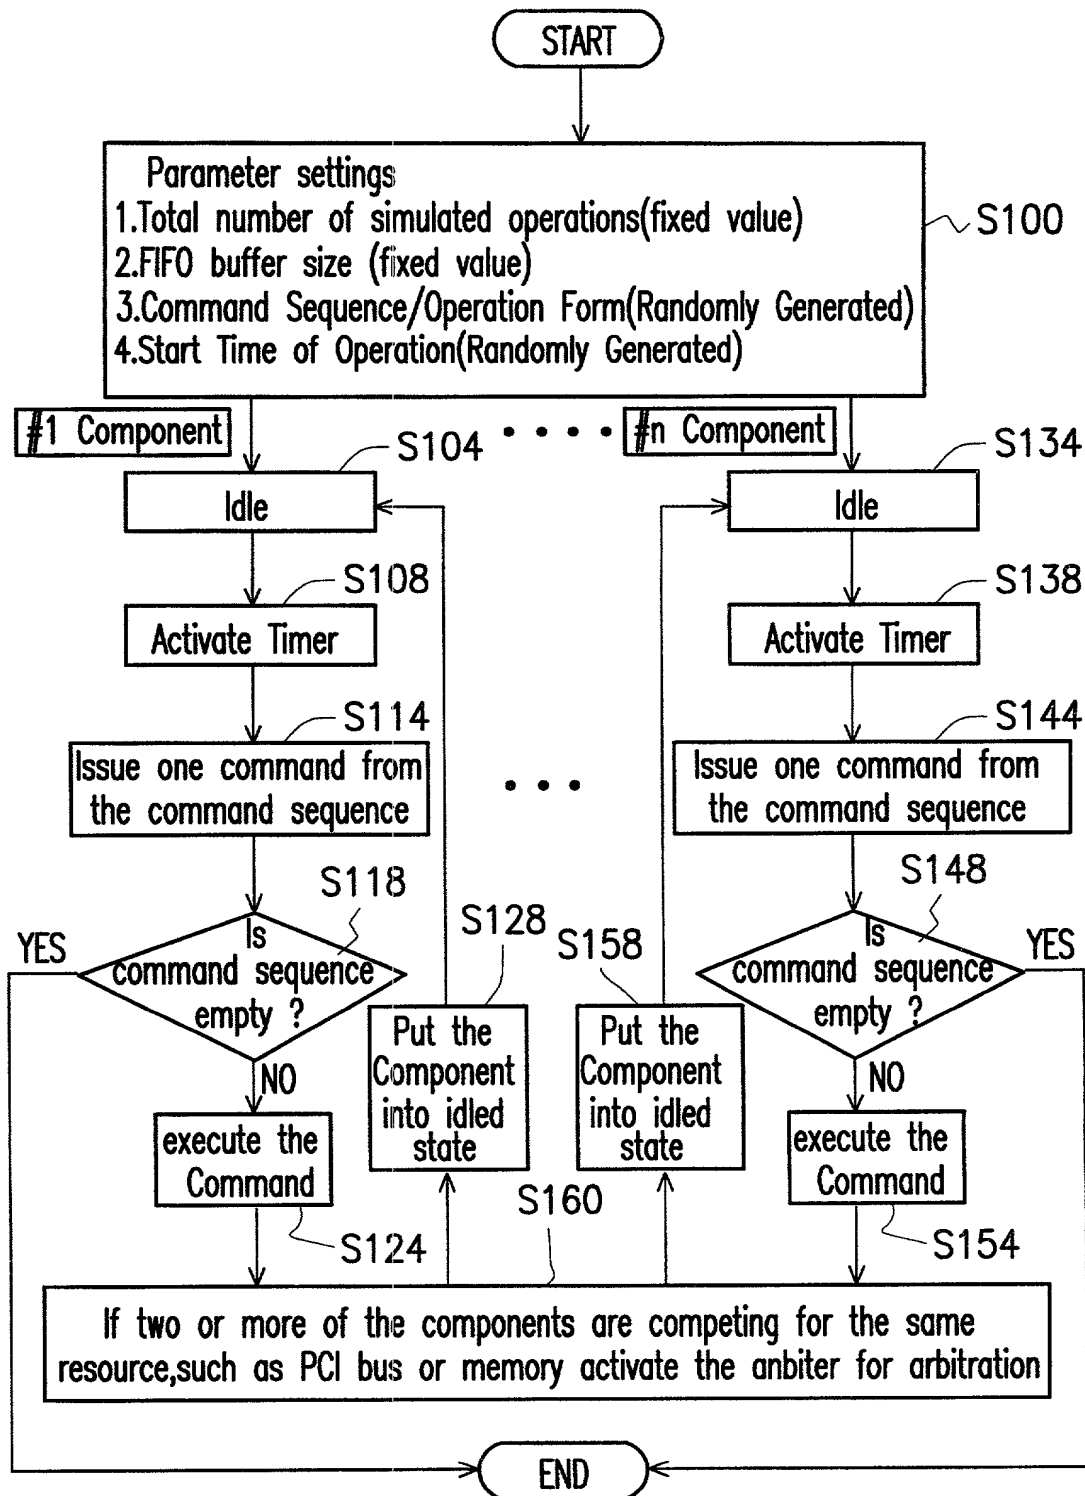 START
Parameter settings
1.Total number of simulated operations(fixed value)
2.FIFO buffer size (fixed value)
3.Command Sequence/Operation Form(Randomly Generated)
4.Start Time of Operation(Randomly Generated)
S100
#1 Component
#n Component
S104
S134
Idle
Idle
S108
S138
Activate Timer
Activate Timer
S114
S144
Issue one command from
the command sequence
Issue one command from
the command sequence
S118
S148
YES
Is
command sequence
empty ?
S128
S158
Is
command sequence
empty ?
YES
NO
NO
Put the
Component
into idled
state
Put the
Component
into idled
state
execute the
Command
execute the
Command
S124
S160
S154
If two or more of the components are competing for the same
resource,such as PCI bus or memory activate the anbiter for arbitration
END